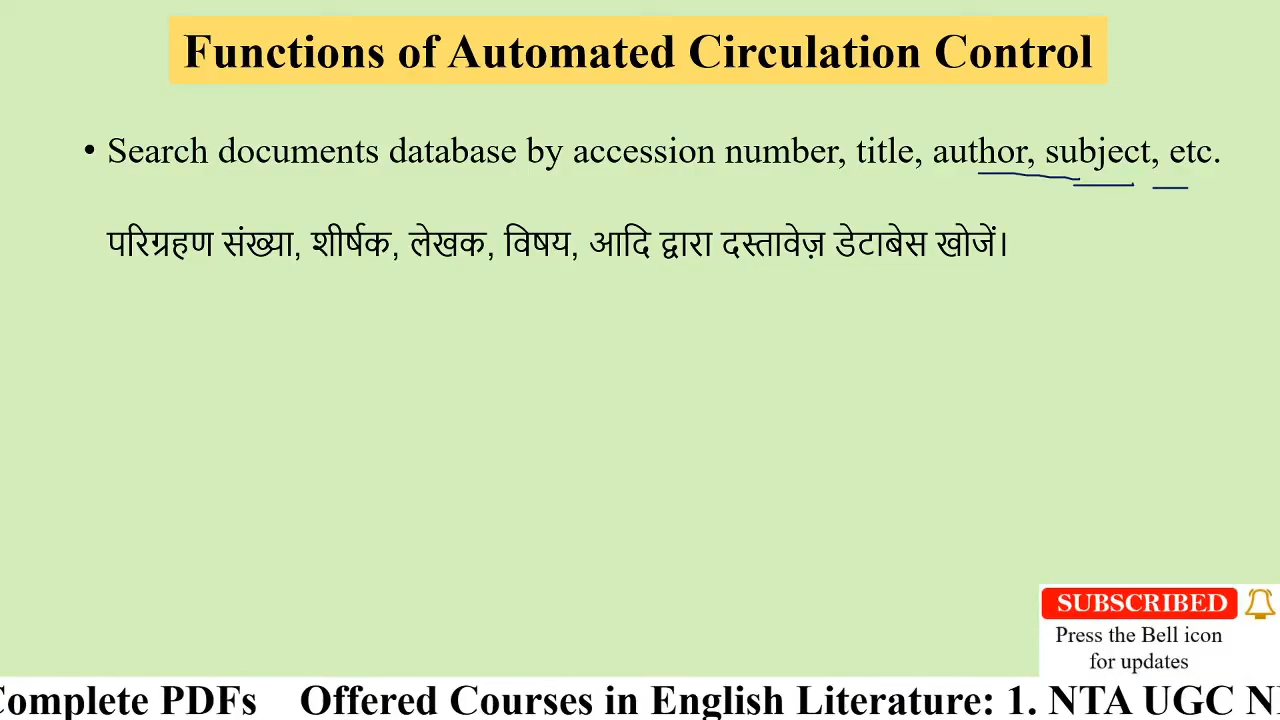 Functions of Automated Circulation Control
• Search documents database by accession number, title, author, subject, etc.
परिग्रहण संख्या, शीर्षक, लेखक, विषय, आदि द्वारा दस्तावेज़ डेटाबेस खोजें।
SUBSCRIBED
Press the Bell icon
for updates
Complete PDFs Offered Courses in English Literature: 1. NTA UGC